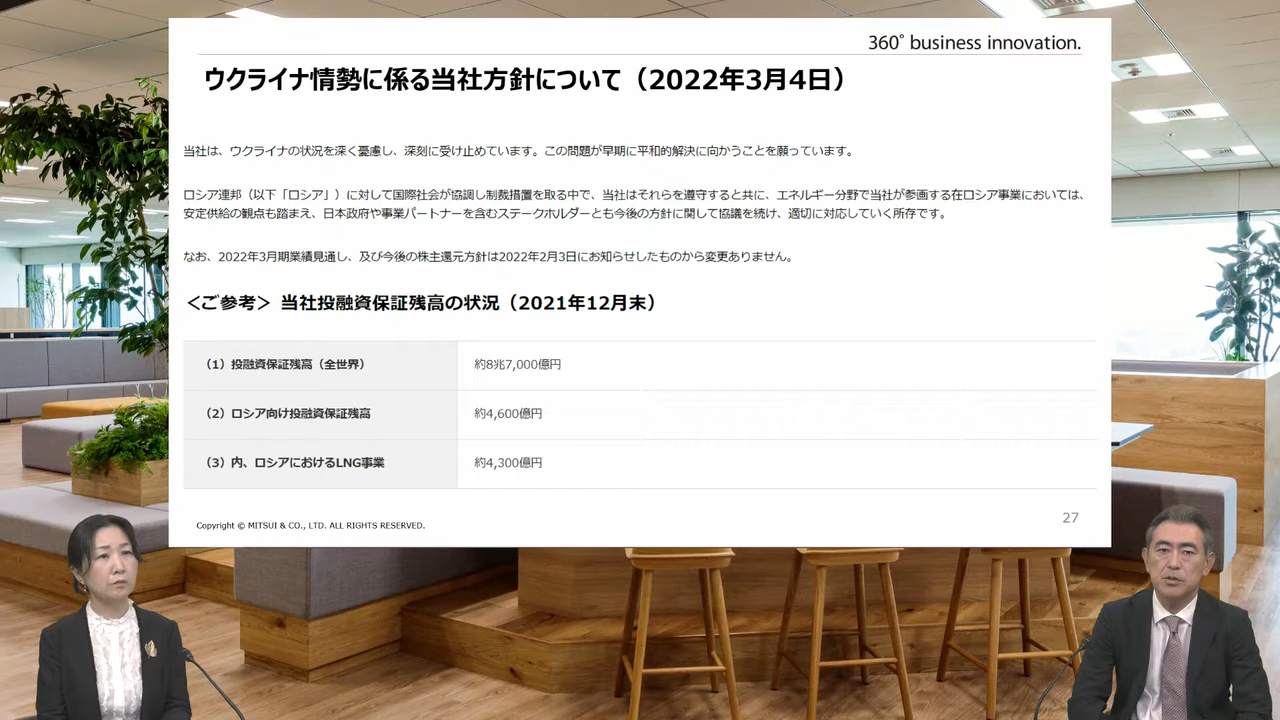 360° business innovation.
ウクライナ情勢に係る当社方針について（2022年3月4日）
当社は、ウクライナの状況を深く憂慮し、深刻に受け止めています。この問題が早期に平和的解決に向かうことを願っています。
ロシア連邦（以下「ロシア」）に対して国際社会が協調し制裁措置を取る中で、当社はそれらを遵守すると共に、エネルギー分野で当社が参画する在ロシア事業においては、
安定供給の観点も踏まえ、日本政府や事業パートナーを含むステークホルダーとも今後の方針に関して協議を続け、適切に対応していく所存です。
なお、2022年3月期業績見通し、及び今後の株主還元方針は2022年2月3日にお知らせしたものから変更ありません。
＜ご参考＞ 当社投融資保証残高の状況（2021年12月末）
（1）投融資保証残高（全世界） 約8兆7,000億円
（2）ロシア向け投融資保証残高 約4,600億円
（3）内、ロシアにおけるLNG事業 約4,300億円
Copyright © MITSUI & CO., LTD. ALL RIGHTS RESERVED.
27